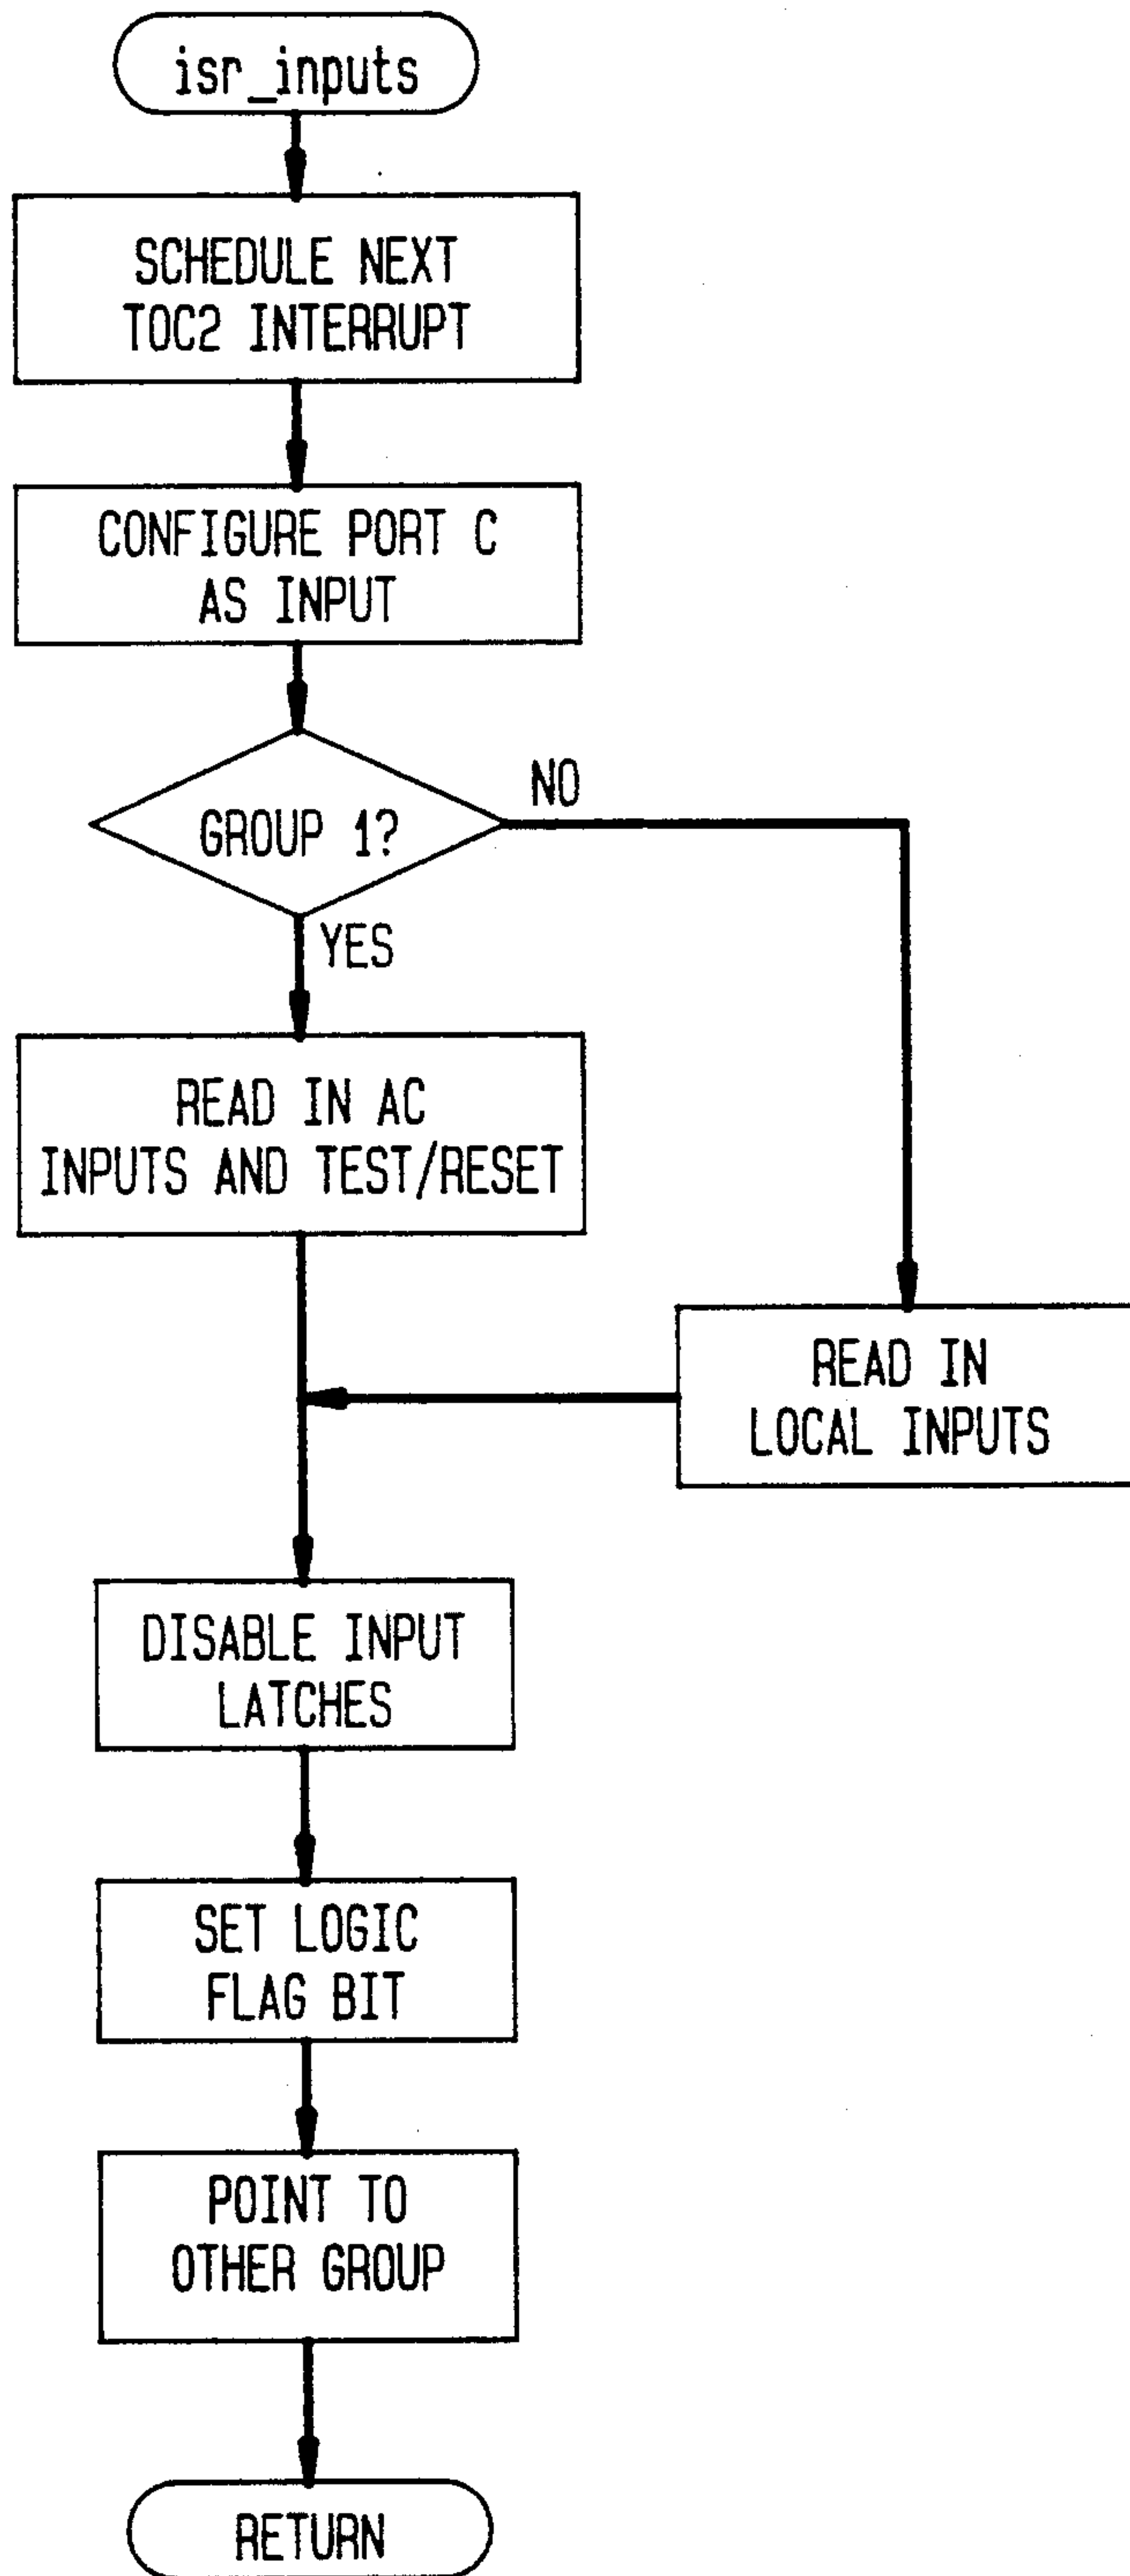 isr_inputs
SCHEDULE NEXT
TOC2 INTERRUPT
CONFIGURE PORT C
AS INPUT
GROUP 1?
NO
YES
READ IN AC
INPUTS AND TEST/RESET
READ IN
LOCAL INPUTS
DISABLE INPUT
LATCHES
SET LOGIC
FLAG BIT
POINT TO
OTHER GROUP
RETURN